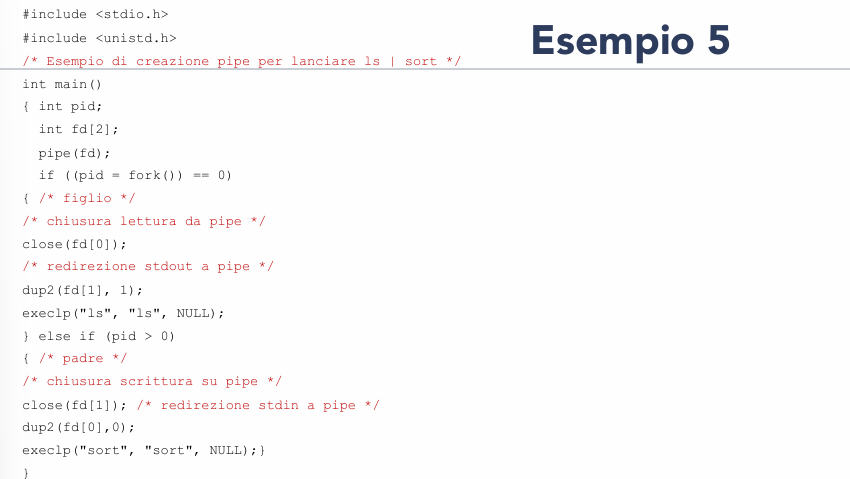 Esempio 5
#include <stdio.h>
#include <unistd.h>
/* Esempio di creazione pipe per lanciare ls | sort */
int main()
{ int pid;
int fd[2];
pipe(fd);
if ((pid = fork()) == 0)
{ /* figlio */
/* chiusura lettura da pipe */
close(fd[0]);
/* redirezione stdout a pipe */
dup2(fd[1], 1);
execlp("ls", "ls", NULL);
} else if (pid > 0)
{ /* padre */
/* chiusura scrittura su pipe */
close(fd[1]); /* redirezione stdin a pipe */
dup2(fd[0],0);
execlp("sort", "sort", NULL);}
}